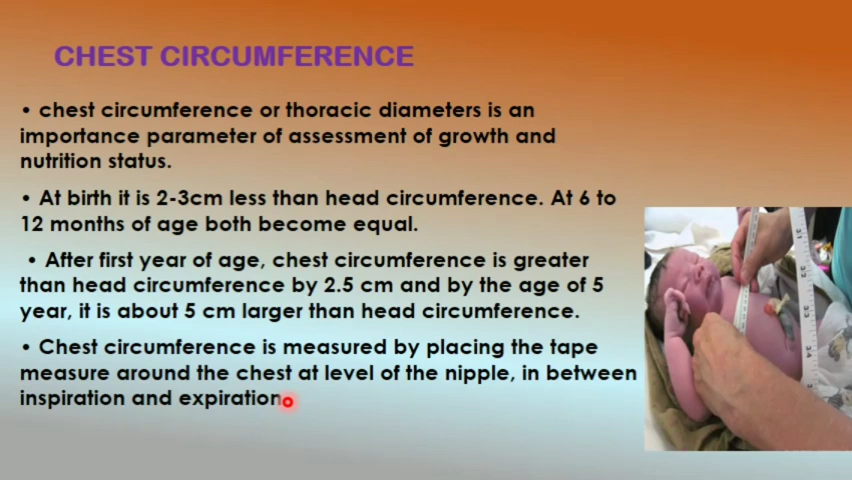 CHEST CIRCUMFERENCE
• chest circumference or thoracic diameters is an
importance parameter of assessment of growth and
nutrition status.
• At birth it is 2-3cm less than head circumference. At 6 to
12 months of age both become equal.
• After first year of age, chest circumference is greater
than head circumference by 2.5 cm and by the age of 5
year, it is about 5 cm larger than head circumference.
• Chest circumference is measured by placing the tape
measure around the chest at level of the nipple, in between
inspiration and expiration